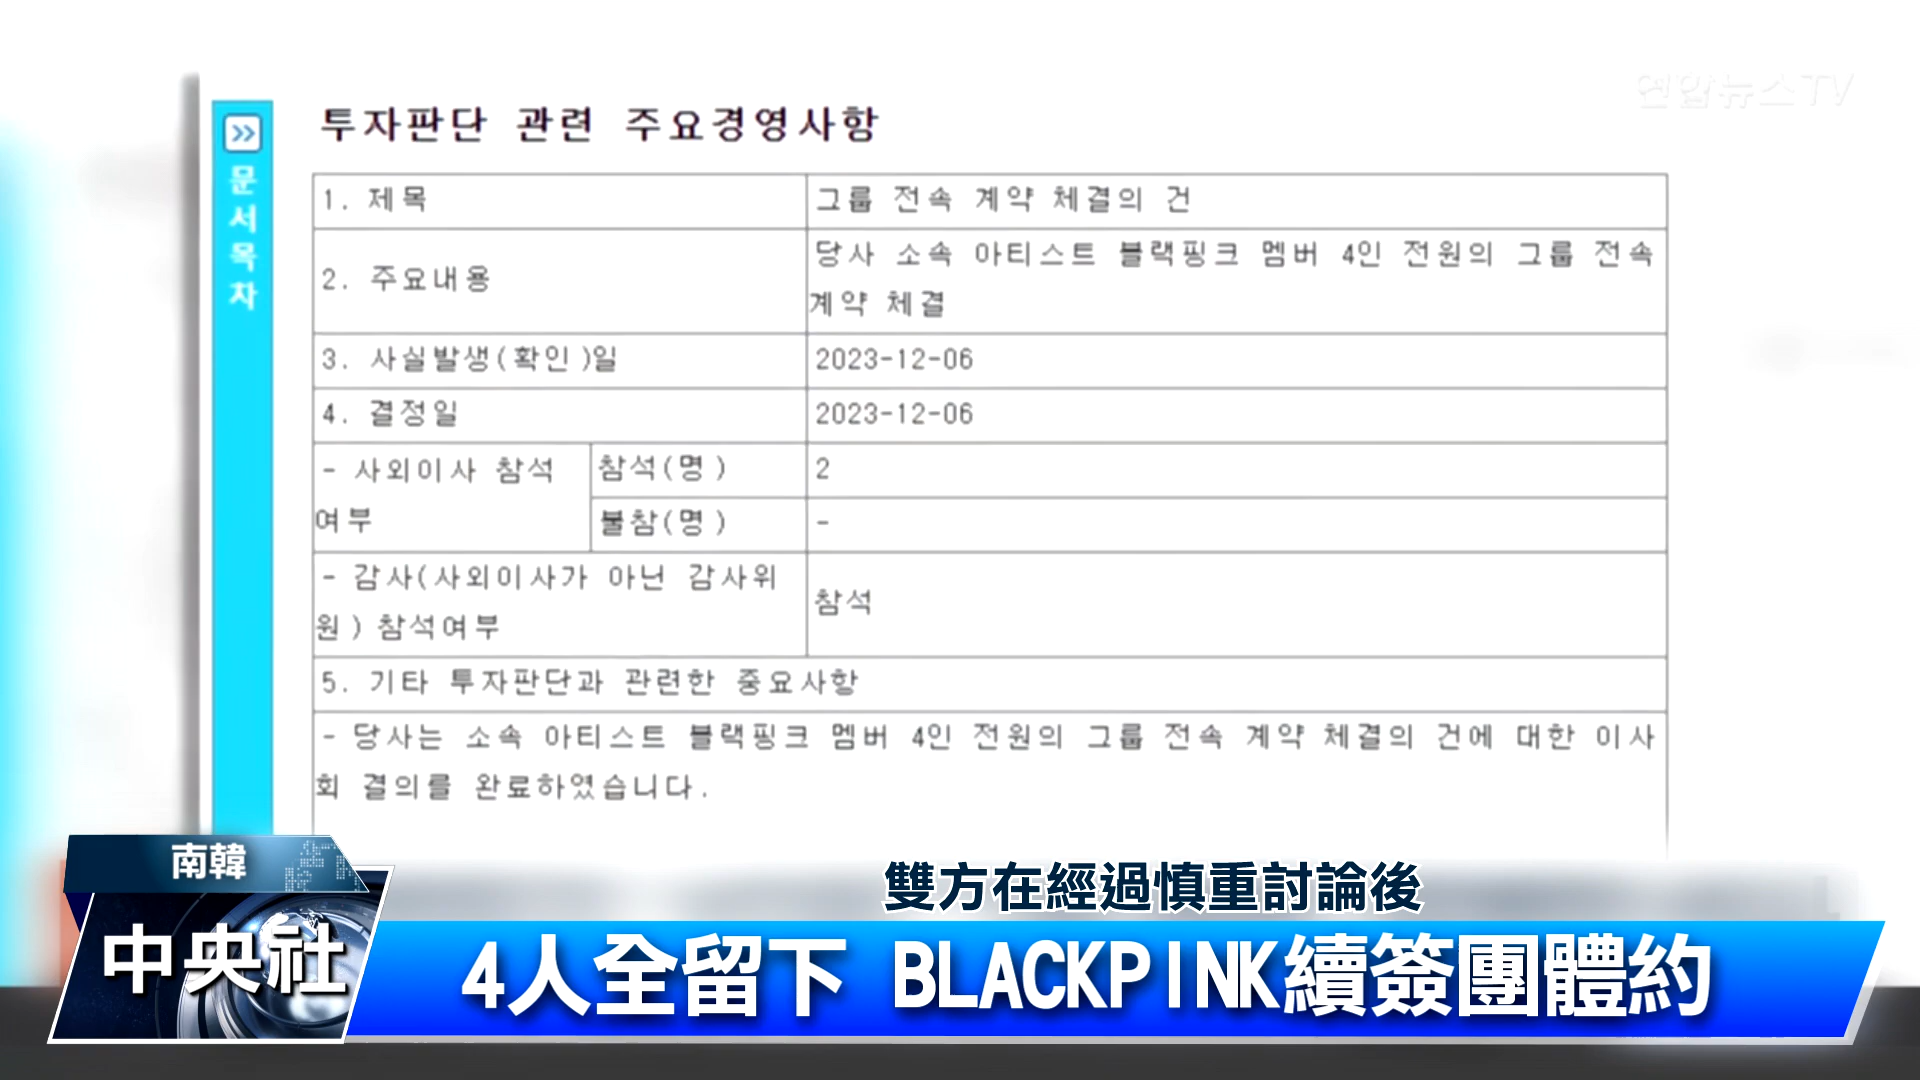 연합뉴스TV
투자판단 관련 주요경영사항
문서목차
1. 제목
그룹 전속 계약 체결의 건
2. 주요내용
당사 소속 아티스트 블랙핑크 멤버 4인 전원의 그룹 전속
계약 체결
3. 사실발생(확인)일
2023-12-06
4. 결정일
2023-12-06
- 사외이사 참석
여부
참석(명)
2
불참(명)
-
- 감사(사외이사가 아닌 감사위
원)참석여부
참석
5. 기타 투자판단과 관련한 중요사항
- 당사는 소속 아티스트 블랙핑크 멤버 4인 전원의 그룹 전속 계약 체결의 건에 대한 이사
회 결의를 완료하였습니다.
南韓
中央社
雙方在經過慎重討論後
4人全留下 BLACKPINK續簽團體約